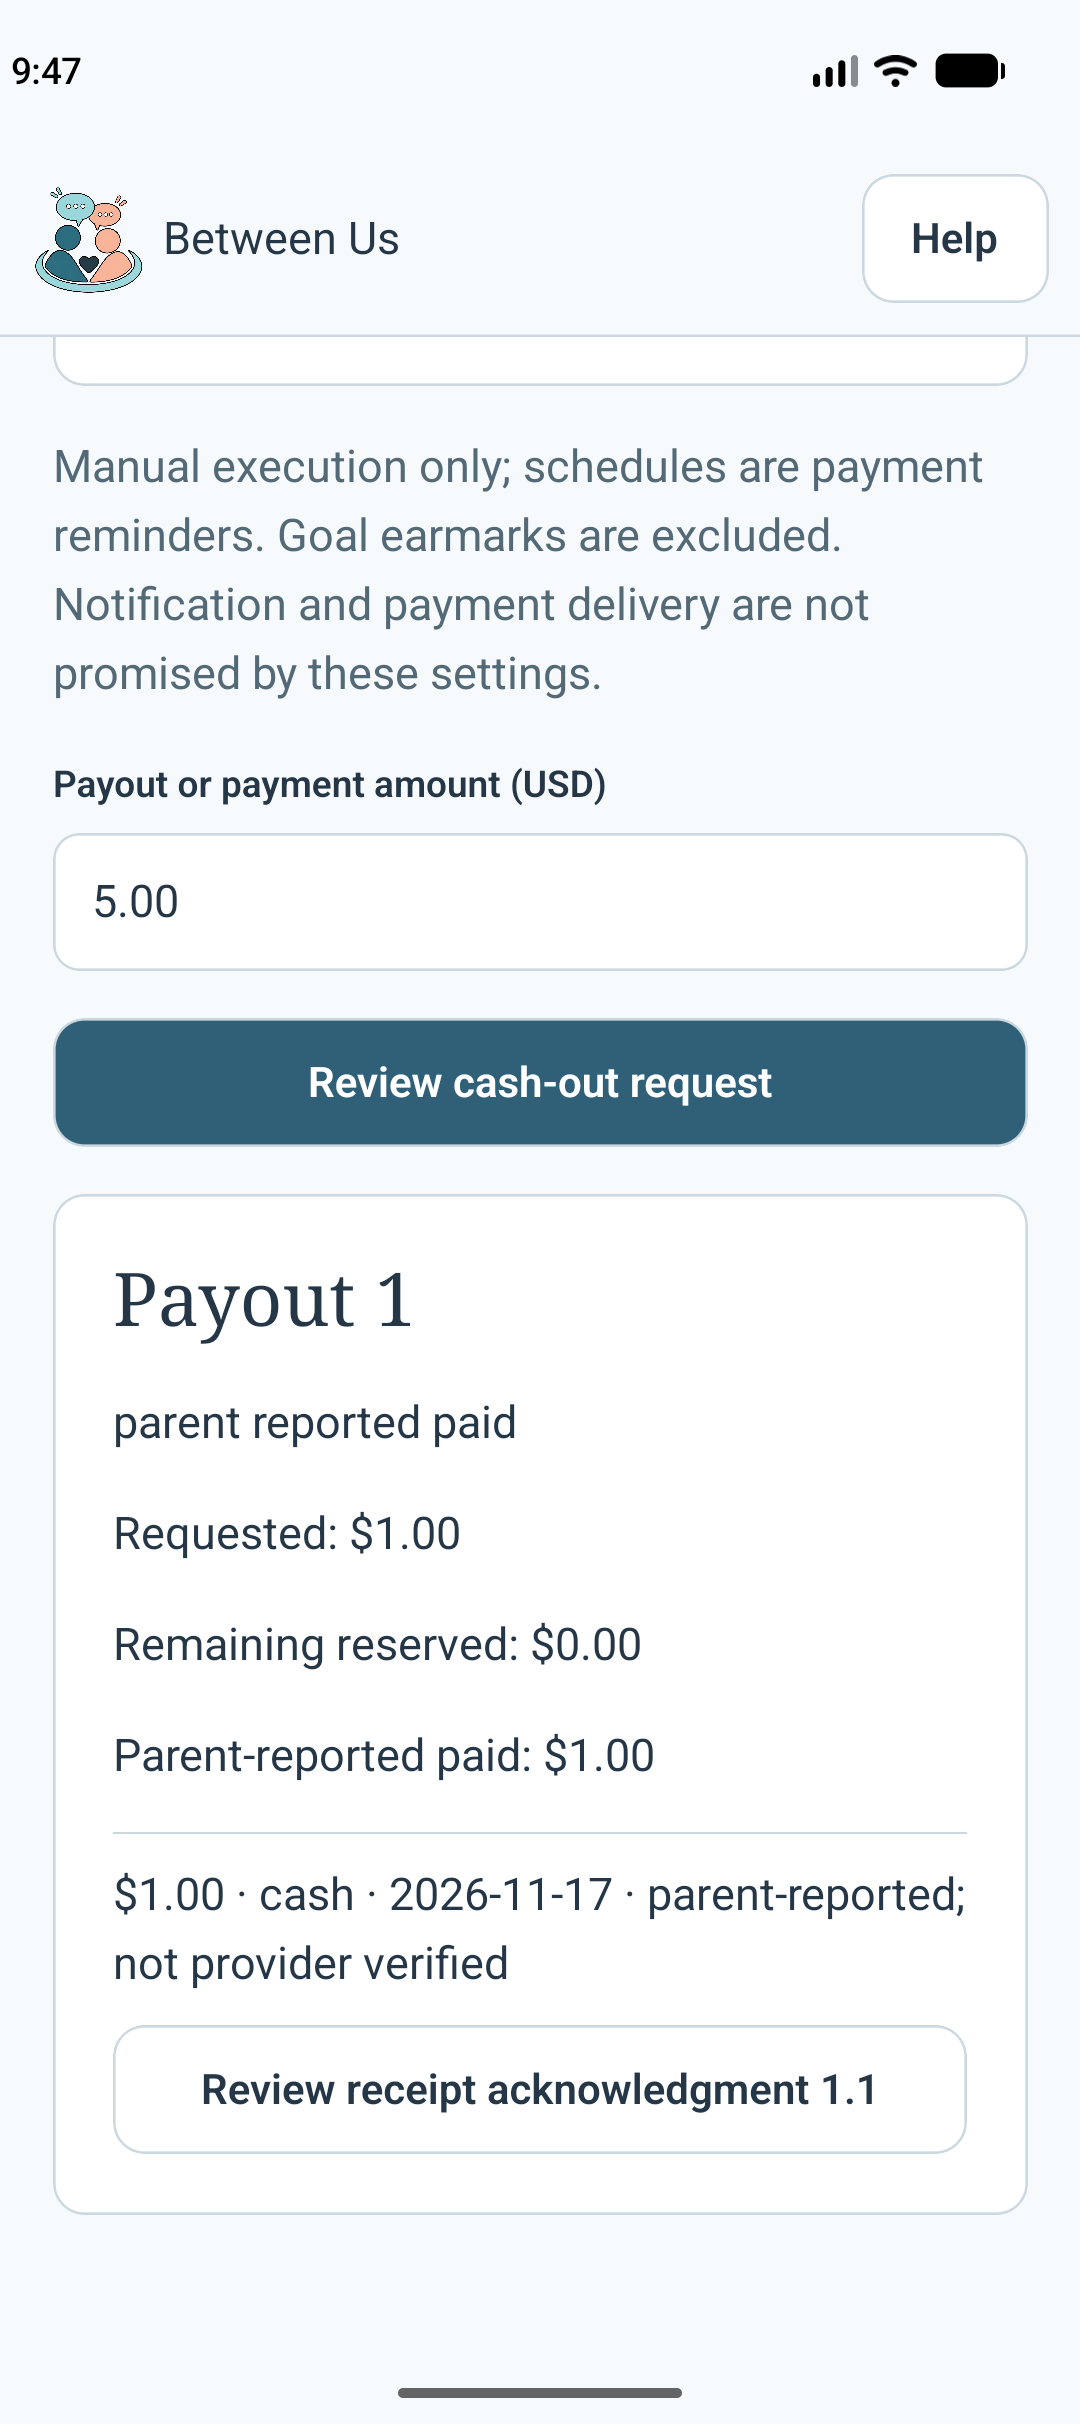 9:47
Between Us
Help
Manual execution only; schedules are payment
reminders. Goal earmarks are excluded.
Notification and payment delivery are not
promised by these settings.
Payout or payment amount (USD)
5.00
Review cash-out request
Payout 1
parent reported paid
Requested: $1.00
Remaining reserved: $0.00
Parent-reported paid: $1.00
$1.00 · cash · 2026-11-17 · parent-reported;
not provider verified
Review receipt acknowledgment 1.1